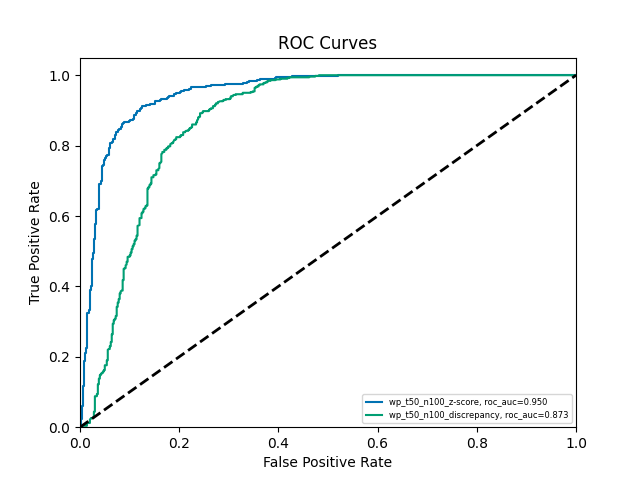 ROC Curves
True Positive Rate
1.0
0.8
0.6
0.4
0.2
0.0
wp_t50_n100_z-score, roc_auc=0.950
wp_t50_n100_discrepancy, roc_auc=0.873
0.0 0.2 0.4 0.6 0.8 1.0
False Positive Rate